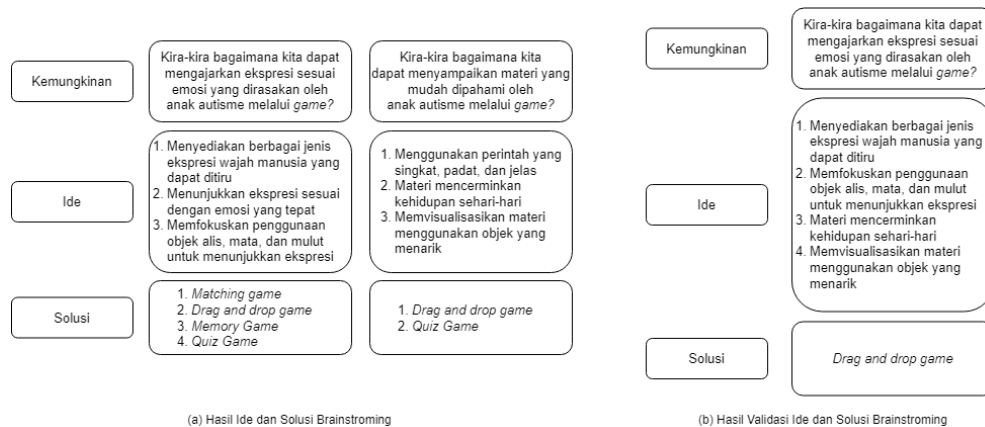 Kemungkinan
Kira-kira bagaimana kita dapat
mengajarkan ekspresi sesuai
emosi yang dirasakan oleh
anak autisme melalui game?
Kira-kira bagaimana kita
dapat menyampaikan materi yang
mudah dipahami oleh
anak autisme melalui game?
Ide
1. Menyediakan berbagai jenis
ekspresi wajah manusia yang
dapat ditiru
2. Menunjukkan ekspresi sesuai
dengan emosi yang tepat
3. Memfokuskan penggunaan
objek alis, mata, dan mulut
untuk menunjukkan ekspresi
1. Menggunakan perintah yang
singkat, padat, dan jelas
2. Materi mencerminkan
kehidupan sehari-hari
3. Memvisualisasikan materi
menggunakan objek yang
menarik
Solusi
1. Matching game
2. Drag and drop game
3. Memory Game
4. Quiz Game
1. Drag and drop game
2. Quiz Game
(a) Hasil Ide dan Solusi Brainstroming
Kemungkinan
Kira-kira bagaimana kita dapat
mengajarkan ekspresi sesuai
emosi yang dirasakan oleh
anak autisme melalui game?
Ide
1. Menyediakan berbagai jenis
ekspresi wajah manusia yang
dapat ditiru
2. Memfokuskan penggunaan
objek alis, mata, dan mulut
untuk menunjukkan ekspresi
3. Materi mencerminkan
kehidupan sehari-hari
4. Memvisualisasikan materi
menggunakan objek yang
menarik
Solusi
Drag and drop game
(b) Hasil Validasi Ide dan Solusi Brainstroming